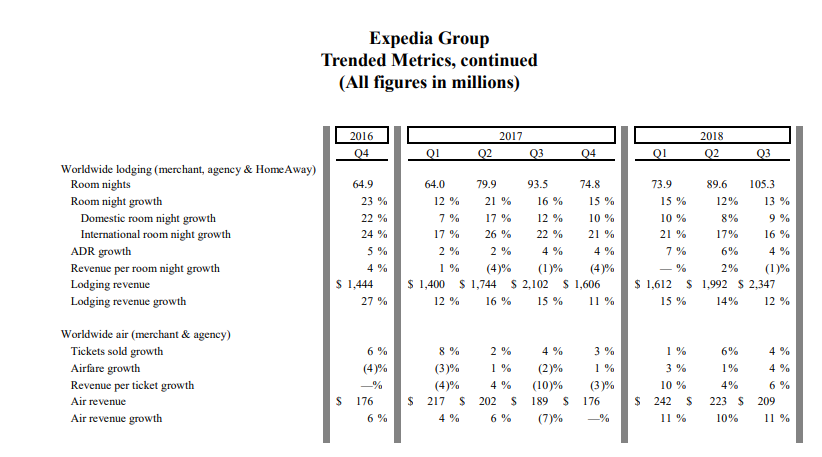 Expedia Group
Trended Metrics, continued
(All figures in millions)
2016 2017 2018
Q4 Q1 Q2 Q3 Q4 Q1 Q2 Q3
Worldwide lodging (merchant, agency & HomeAway)
Room nights 64.9 64.0 79.9 93.5 74.8 73.9 89.6 105.3
Room night growth 23 % 12 % 21 % 16 % 15 % 15 % 12% 13 %
Domestic room night growth 22 % 7 % 17 % 12 % 10 % 10 % 8% 9 %
International room night growth 24 % 17 % 26 % 22 % 21 % 21 % 17% 16 %
ADR growth 5 % 2 % 2 % 4 % 4 % 7 % 6% 4 %
Revenue per room night growth 4 % 1 % (4)% (1)% (4)% — % 2% (1)%
Lodging revenue $ 1,444 $ 1,400 $ 1,744 $ 2,102 $ 1,606 $ 1,612 $ 1,992 $ 2,347
Lodging revenue growth 27 % 12 % 16 % 15 % 11 % 15 % 14% 12 %
Worldwide air (merchant & agency)
Tickets sold growth 6 % 8 % 2 % 4 % 3 % 1 % 6% 4 %
Airfare growth (4)% (3)% 1 % (2)% 1 % 3 % 1% 4 %
Revenue per ticket growth —% (4)% 4 % (10)% (3)% 10 % 4% 6 %
Air revenue $ 176 $ 217 $ 202 $ 189 $ 176 $ 242 $ 223 $ 209
Air revenue growth 6 % 4 % 6 % (7)% —% 11 % 10% 11 %